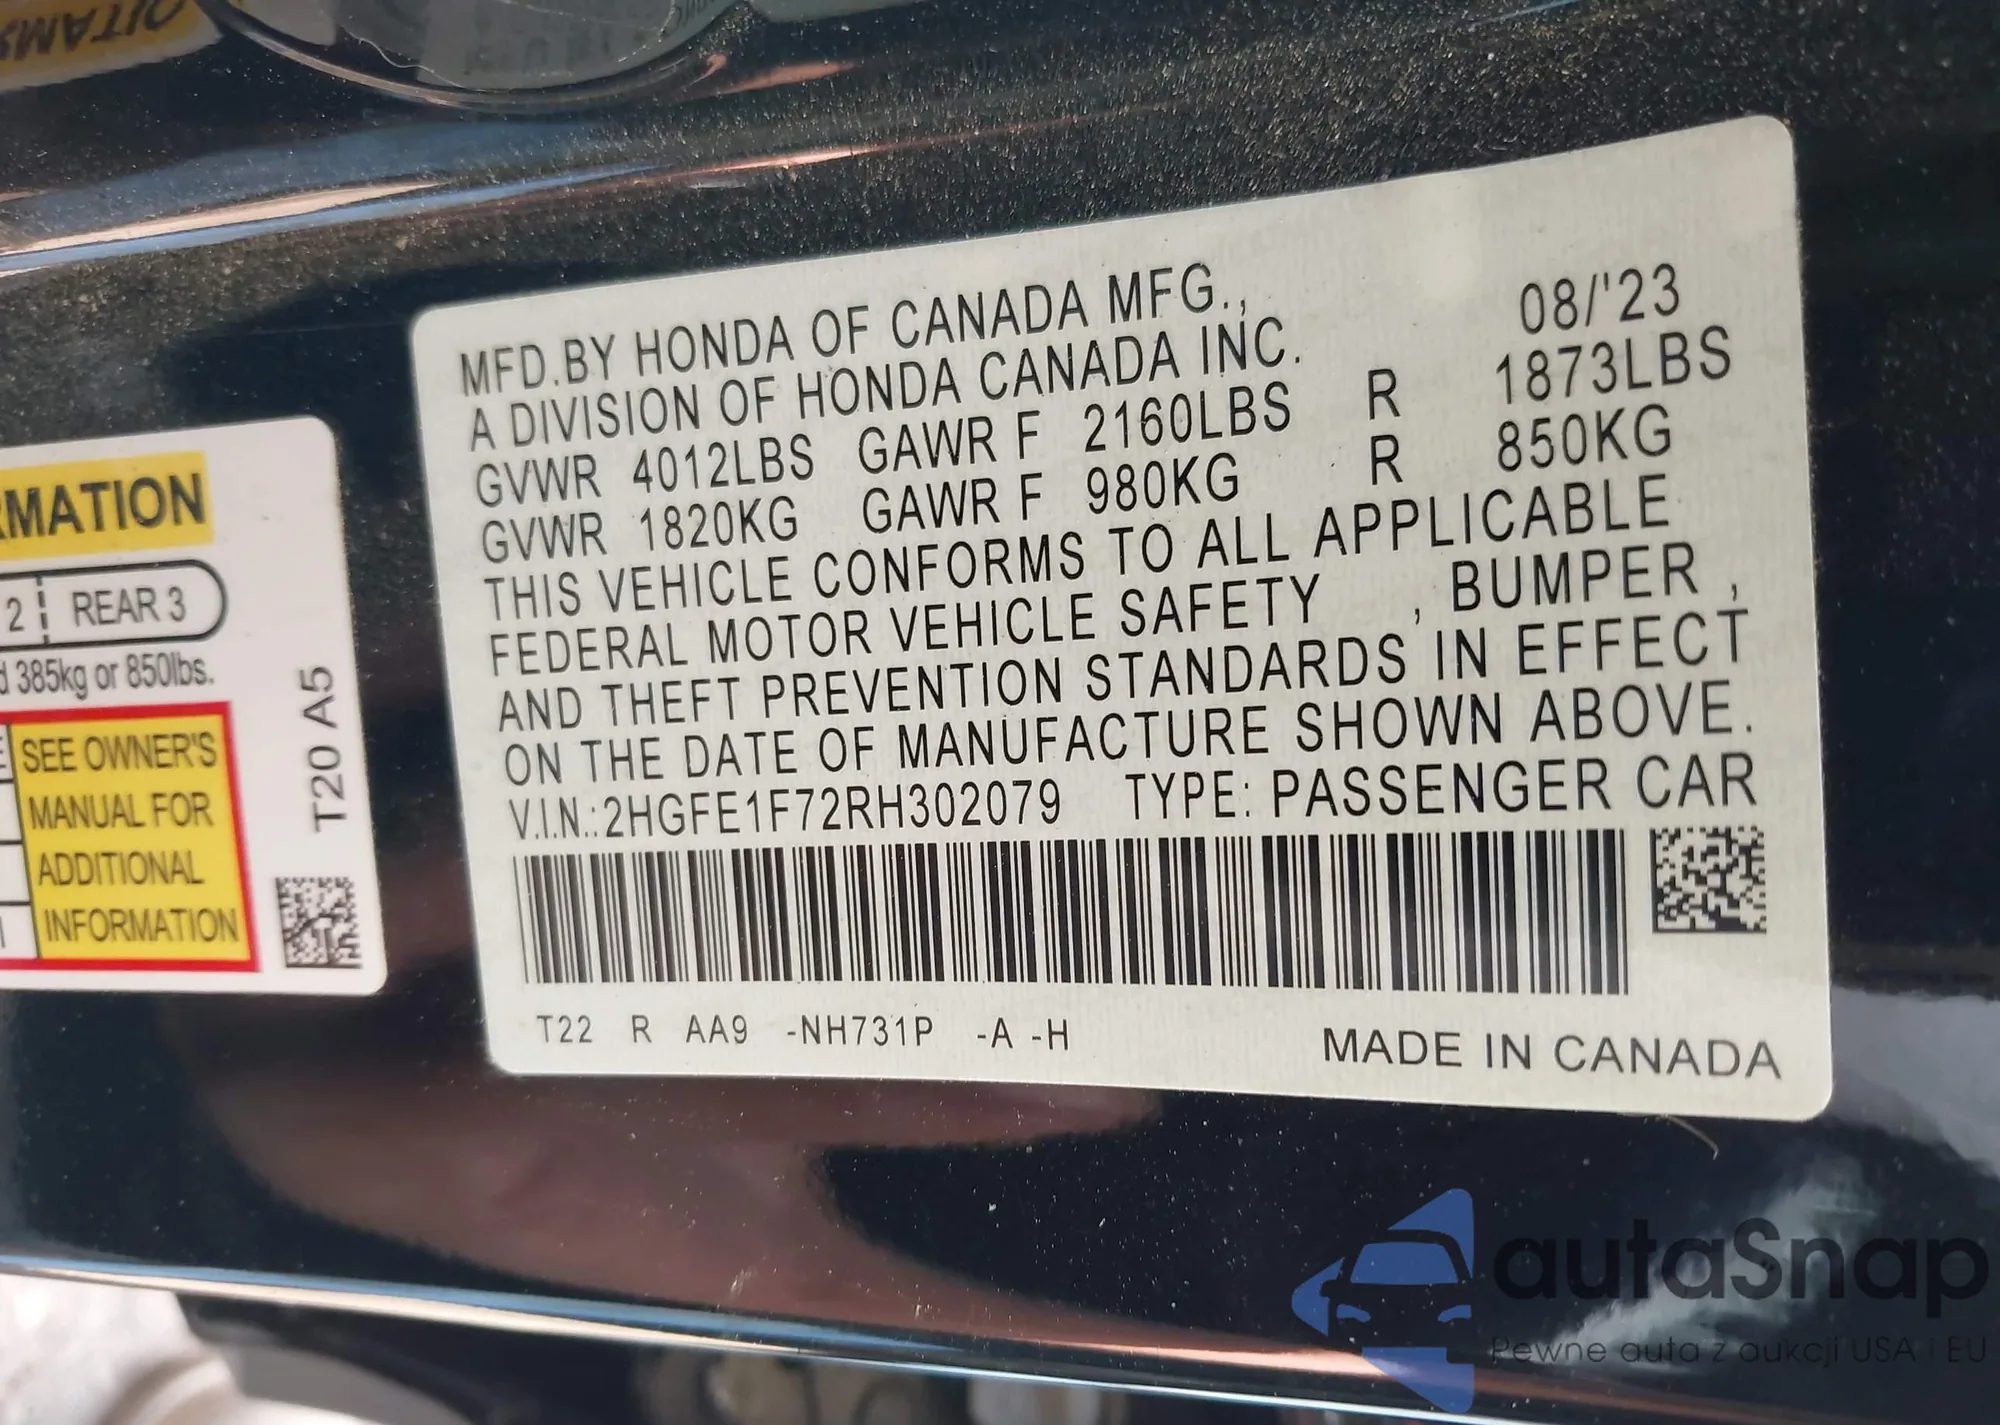 RMATION
2 REAR 3
d 385kg or 850lbs.
SEE OWNER'S
MANUAL FOR
ADDITIONAL
INFORMATION
T20 A5
MFD.BY HONDA OF CANADA MFG., 08/'23
A DIVISION OF HONDA CANADA INC.
GVWR 4012LBS GAWR F 2160LBS R 1873LBS
GVWR 1820KG GAWR F 980KG R 850KG
THIS VEHICLE CONFORMS TO ALL APPLICABLE
FEDERAL MOTOR VEHICLE SAFETY , BUMPER ,
AND THEFT PREVENTION STANDARDS IN EFFECT
ON THE DATE OF MANUFACTURE SHOWN ABOVE.
V.I.N.:2HGFE1F72RH302079 TYPE: PASSENGER CAR
T22 R AA9 -NH731P -A -H
MADE IN CANADA
autaSnap
Pewne auta z aukcji USA i EU